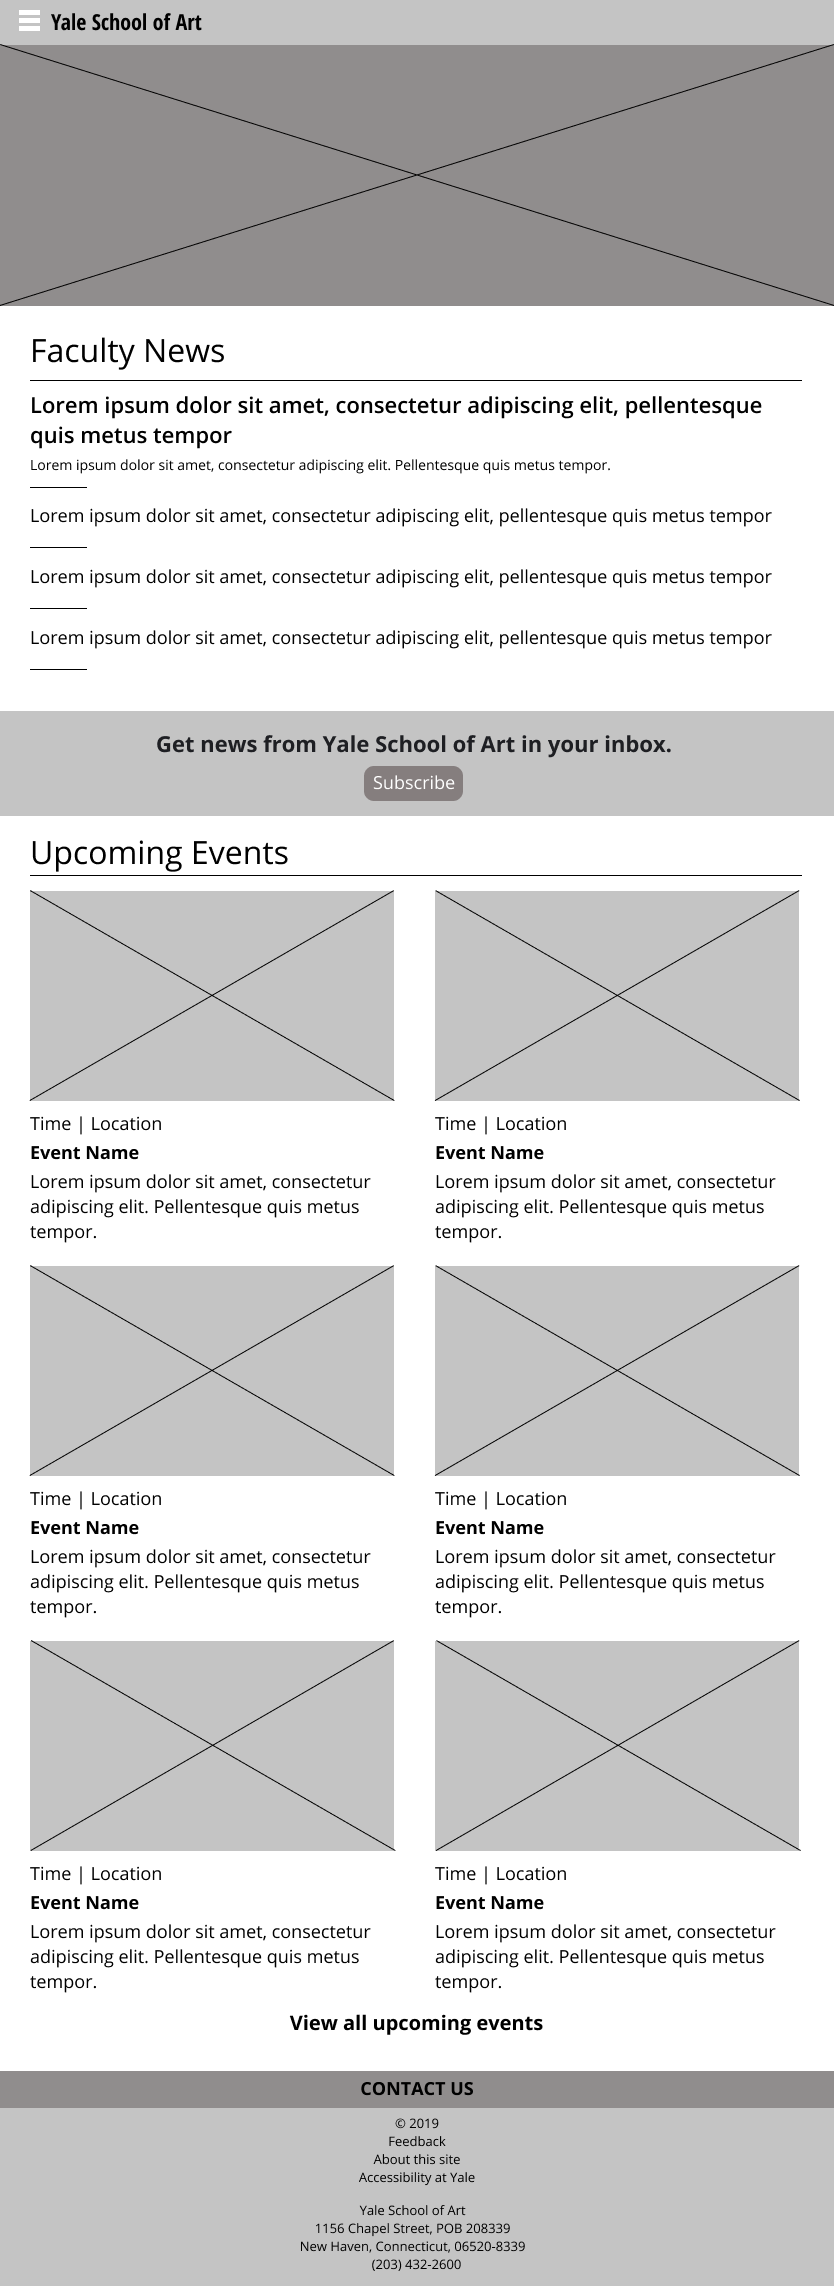 Yale School of Art
Faculty News
Lorem ipsum dolor sit amet, consectetur adipiscing elit, pellentesque
quis metus tempor
Lorem ipsum dolor sit amet, consectetur adipiscing elit. Pellentesque quis metus tempor.
Lorem ipsum dolor sit amet, consectetur adipiscing elit, pellentesque quis metus tempor
Lorem ipsum dolor sit amet, consectetur adipiscing elit, pellentesque quis metus tempor
Lorem ipsum dolor sit amet, consectetur adipiscing elit, pellentesque quis metus tempor
Get news from Yale School of Art in your inbox.
Subscribe
Upcoming Events
Time | Location
Event Name
Lorem ipsum dolor sit amet, consectetur
adipiscing elit. Pellentesque quis metus
tempor.
Time | Location
Event Name
Lorem ipsum dolor sit amet, consectetur
adipiscing elit. Pellentesque quis metus
tempor.
Time | Location
Event Name
Lorem ipsum dolor sit amet, consectetur
adipiscing elit. Pellentesque quis metus
tempor.
Time | Location
Event Name
Lorem ipsum dolor sit amet, consectetur
adipiscing elit. Pellentesque quis metus
tempor.
Time | Location
Event Name
Lorem ipsum dolor sit amet, consectetur
adipiscing elit. Pellentesque quis metus
tempor.
Time | Location
Event Name
Lorem ipsum dolor sit amet, consectetur
adipiscing elit. Pellentesque quis metus
tempor.
View all upcoming events
CONTACT US
© 2019
Feedback
About this site
Accessibility at Yale
Yale School of Art
1156 Chapel Street, POB 208339
New Haven, Connecticut, 06520-8339
(203) 432-2600